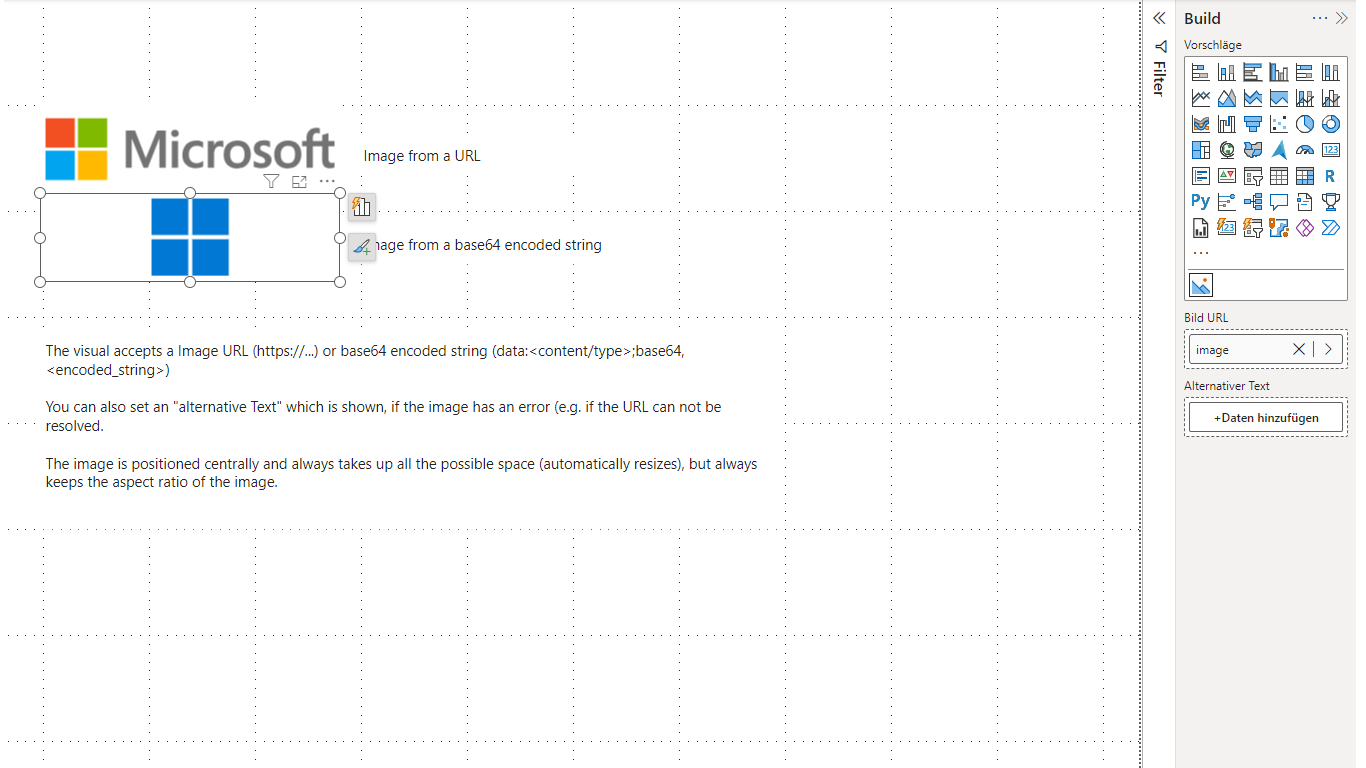 Build
Vorschläge
Filter
Microsoft
Image from a URL
mage from a base64 encoded string
The visual accepts a Image URL (https://...) or base64 encoded string (data:<content/type>;base64,
<encoded_string>)
You can also set an "alternative Text" which is shown, if the image has an error (e.g. if the URL can not be
resolved.
The image is positioned centrally and always takes up all the possible space (automatically resizes), but always
keeps the aspect ratio of the image.
123
R
Py
123
...
Bild URL
image
Alternativer Text
+Daten hinzufügen